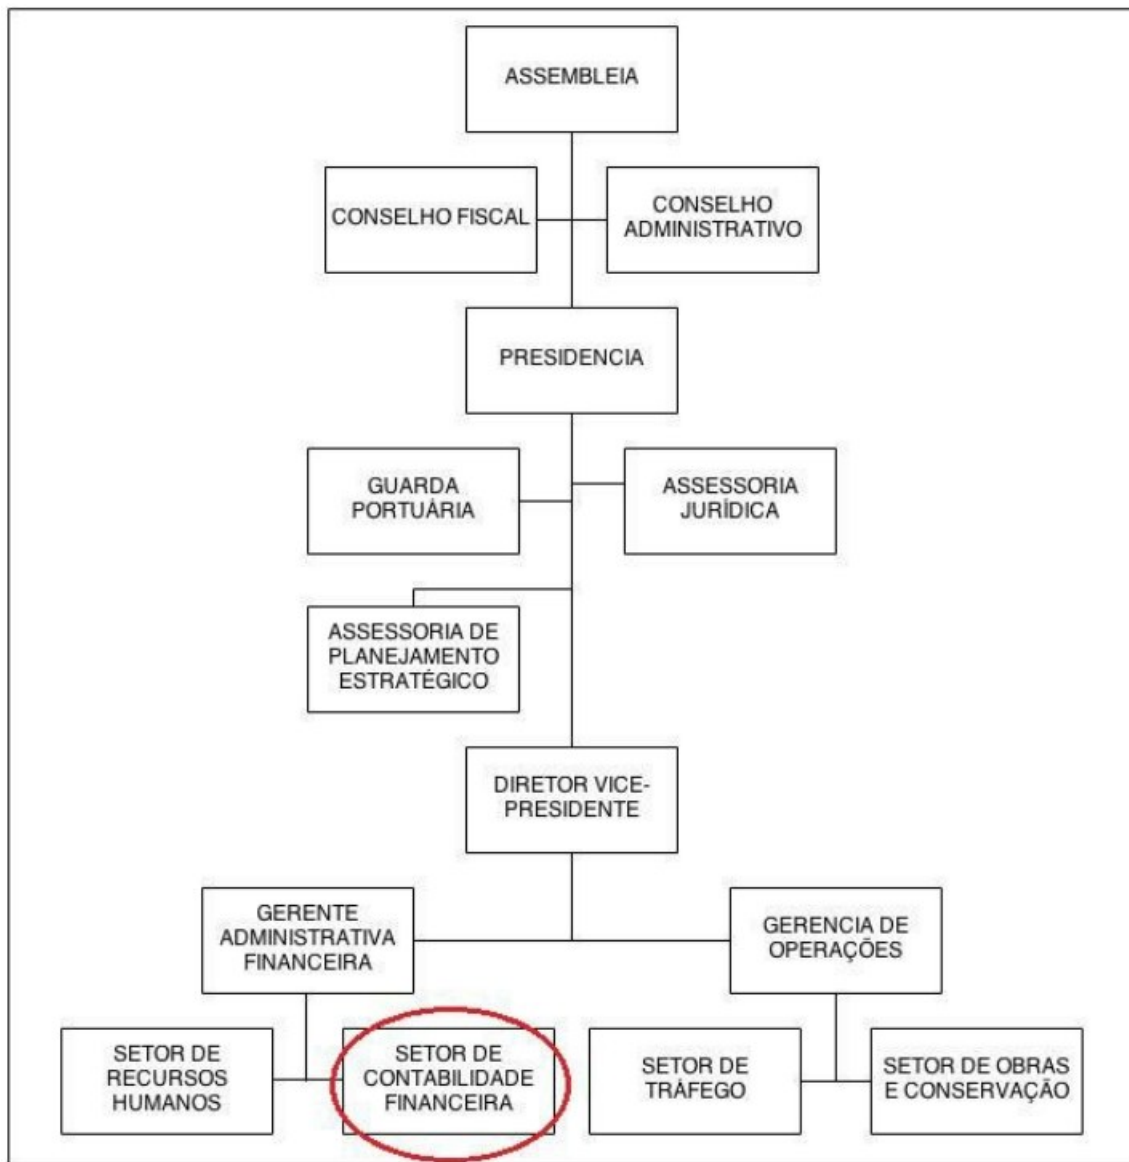 ASSEMBLEIA
CONSELHO FISCAL
CONSELHO
ADMINISTRATIVO
PRESIDENCIA
GUARDA
PORTUÁRIA
ASSESSORIA
JURÍDICA
ASSESSORIA DE
PLANEJAMENTO
ESTRATÉGICO
DIRETOR VICE-
PRESIDENTE
GERENTE
ADMINISTRATIVA
FINANCEIRA
GERENCIA DE
OPERAÇÕES
SETOR DE
RECURSOS
HUMANOS
SETOR DE
CONTABILIDADE
FINANCEIRA
SETOR DE
TRÁFEGO
SETOR DE OBRAS
E CONSERVAÇÃO